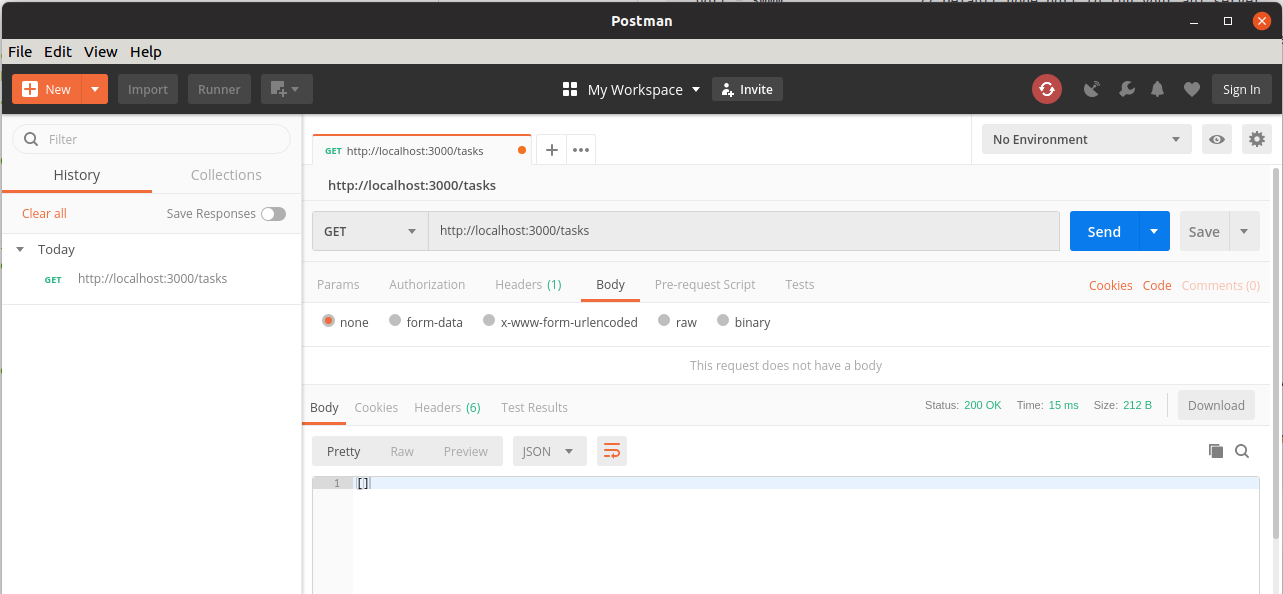 Postman
File Edit View Help
New Import Runner My Workspace Invite Sign In
Filter
History Collections
Clear all Save Responses
Today
GET http://localhost:3000/tasks
GET http://localhost:3000/tasks No Environment
http://localhost:3000/tasks
GET http://localhost:3000/tasks Send Save
Params Authorization Headers (1) Body Pre-request Script Tests Cookies Code Comments (0)
none form-data x-www-form-urlencoded raw binary
This request does not have a body
Body Cookies Headers (6) Test Results Status: 200 OK Time: 15 ms Size: 212 B Download
Pretty Raw Preview JSON
1 []